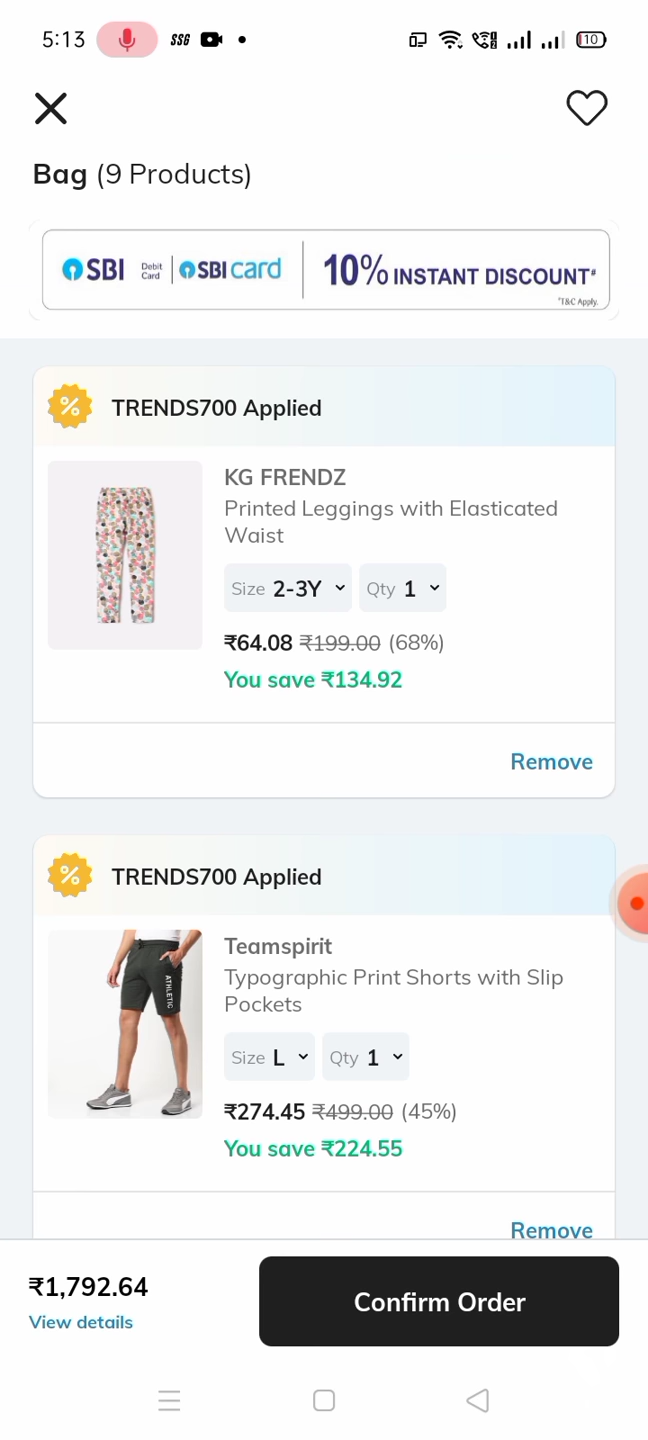 5:13
SSG
10
Bag (9 Products)
SBI Debit Card SBI card 10% INSTANT DISCOUNT#
*T&C Apply.
TRENDS700 Applied
KG FRENDZ
Printed Leggings with Elasticated
Waist
Size 2-3Y Qty 1
₹64.08 ₹199.00 (68%)
You save ₹134.92
Remove
TRENDS700 Applied
ATHLETIC
Teamspirit
Typographic Print Shorts with Slip
Pockets
Size L Qty 1
₹274.45 ₹499.00 (45%)
You save ₹224.55
Remove
₹1,792.64
View details
Confirm Order